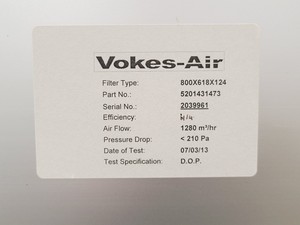 Vokes-Air
Filter Type: 800X618X124
Part No.: 5201431473
Serial No.: 2039961
Efficiency:
Air Flow: 1280 m³/hr
Pressure Drop: < 210 Pa
Date of Test: 07/03/13
Test Specification: D.O.P.